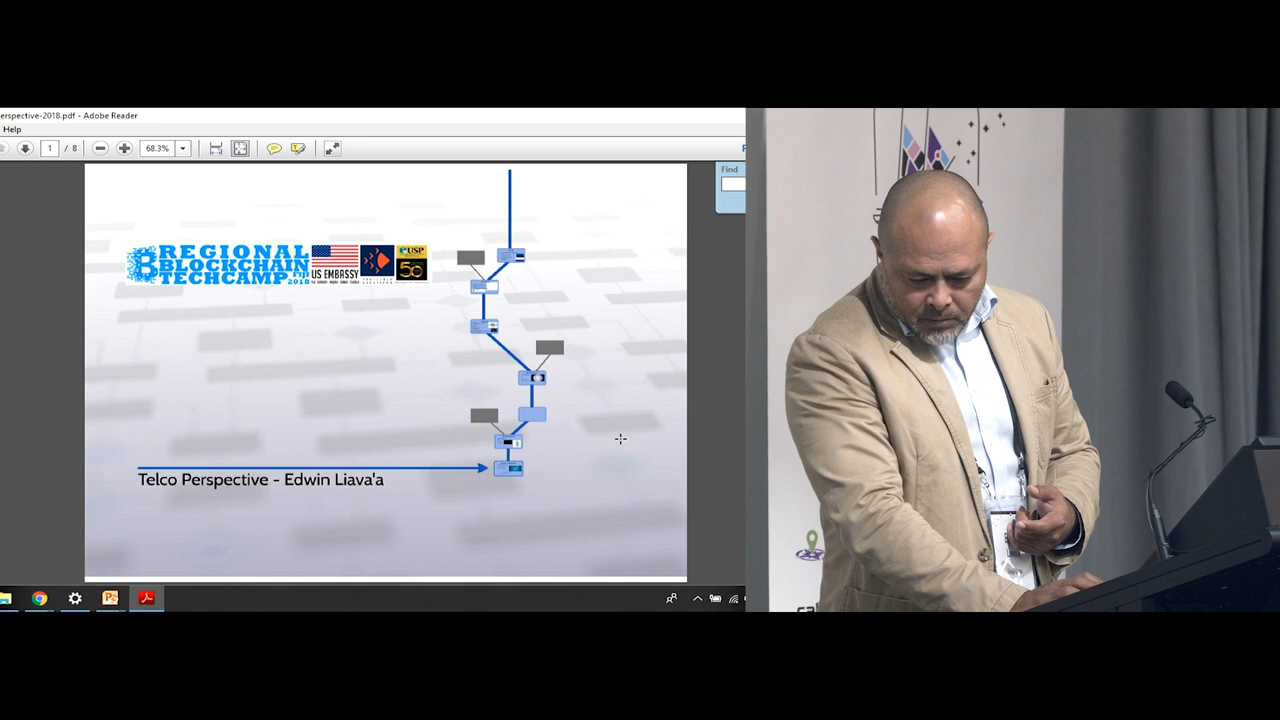 erspective-2018.pdf - Adobe Reader
Help
1 / 8
68.3%
Find
REGIONAL
BLOCKCHAIN
TECHCAMP FIJI 2018
US EMBASSY
USP
50
Telco Perspective - Edwin Liava'a